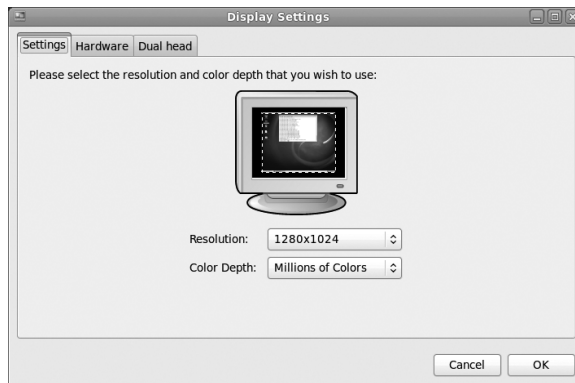 Display Settings
Settings Hardware Dual head
Please select the resolution and color depth that you wish to use:
Resolution: 1280x1024
Color Depth: Millions of Colors
Cancel OK